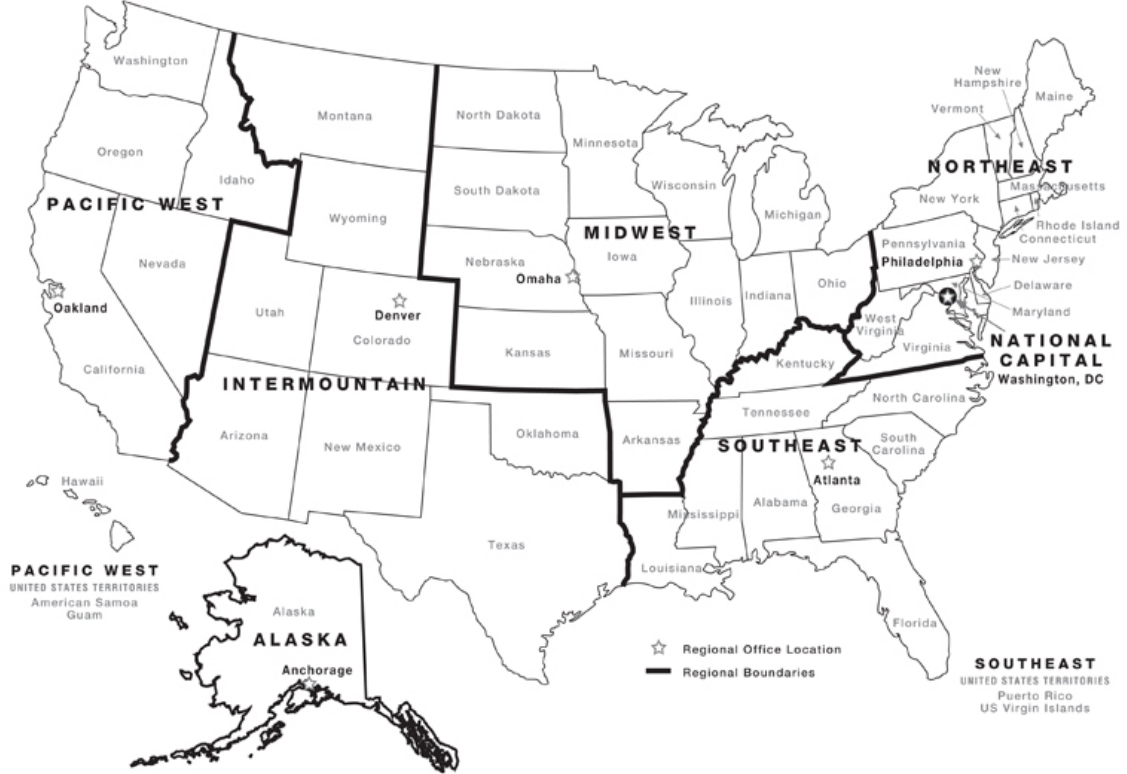 Washington
Montana
North Dakota
Minnesota
Oregon
Idaho
South Dakota
Wisconsin
Michigan
New
Hampshire
Vermont
Maine
NORTHEAST
Massachusetts
New York
Rhode Island
Connecticut
PACIFIC WEST
Wyoming
MIDWEST
Nevada
Nebraska
Iowa
Omaha
Pennsylvania
Philadelphia
New Jersey
Oakland
Utah
Denver
Colorado
Illinois
Indiana
Ohio
Delaware
Maryland
West
Virginia
Virginia
NATIONAL
CAPITAL
Washington, DC
California
Kansas
Missouri
Kentucky
INTERMOUNTAIN
Arizona
New Mexico
Oklahoma
Arkansas
Tennessee
North Carolina
SOUTHEAST
South
Carolina
Atlanta
Hawaii
Texas
Mississippi
Alabama
Georgia
Louisiana
Florida
PACIFIC WEST
UNITED STATES TERRITORIES
American Samoa
Guam
Alaska
ALASKA
Anchorage
Regional Office Location
Regional Boundaries
SOUTHEAST
UNITED STATES TERRITORIES
Puerto Rico
US Virgin Islands